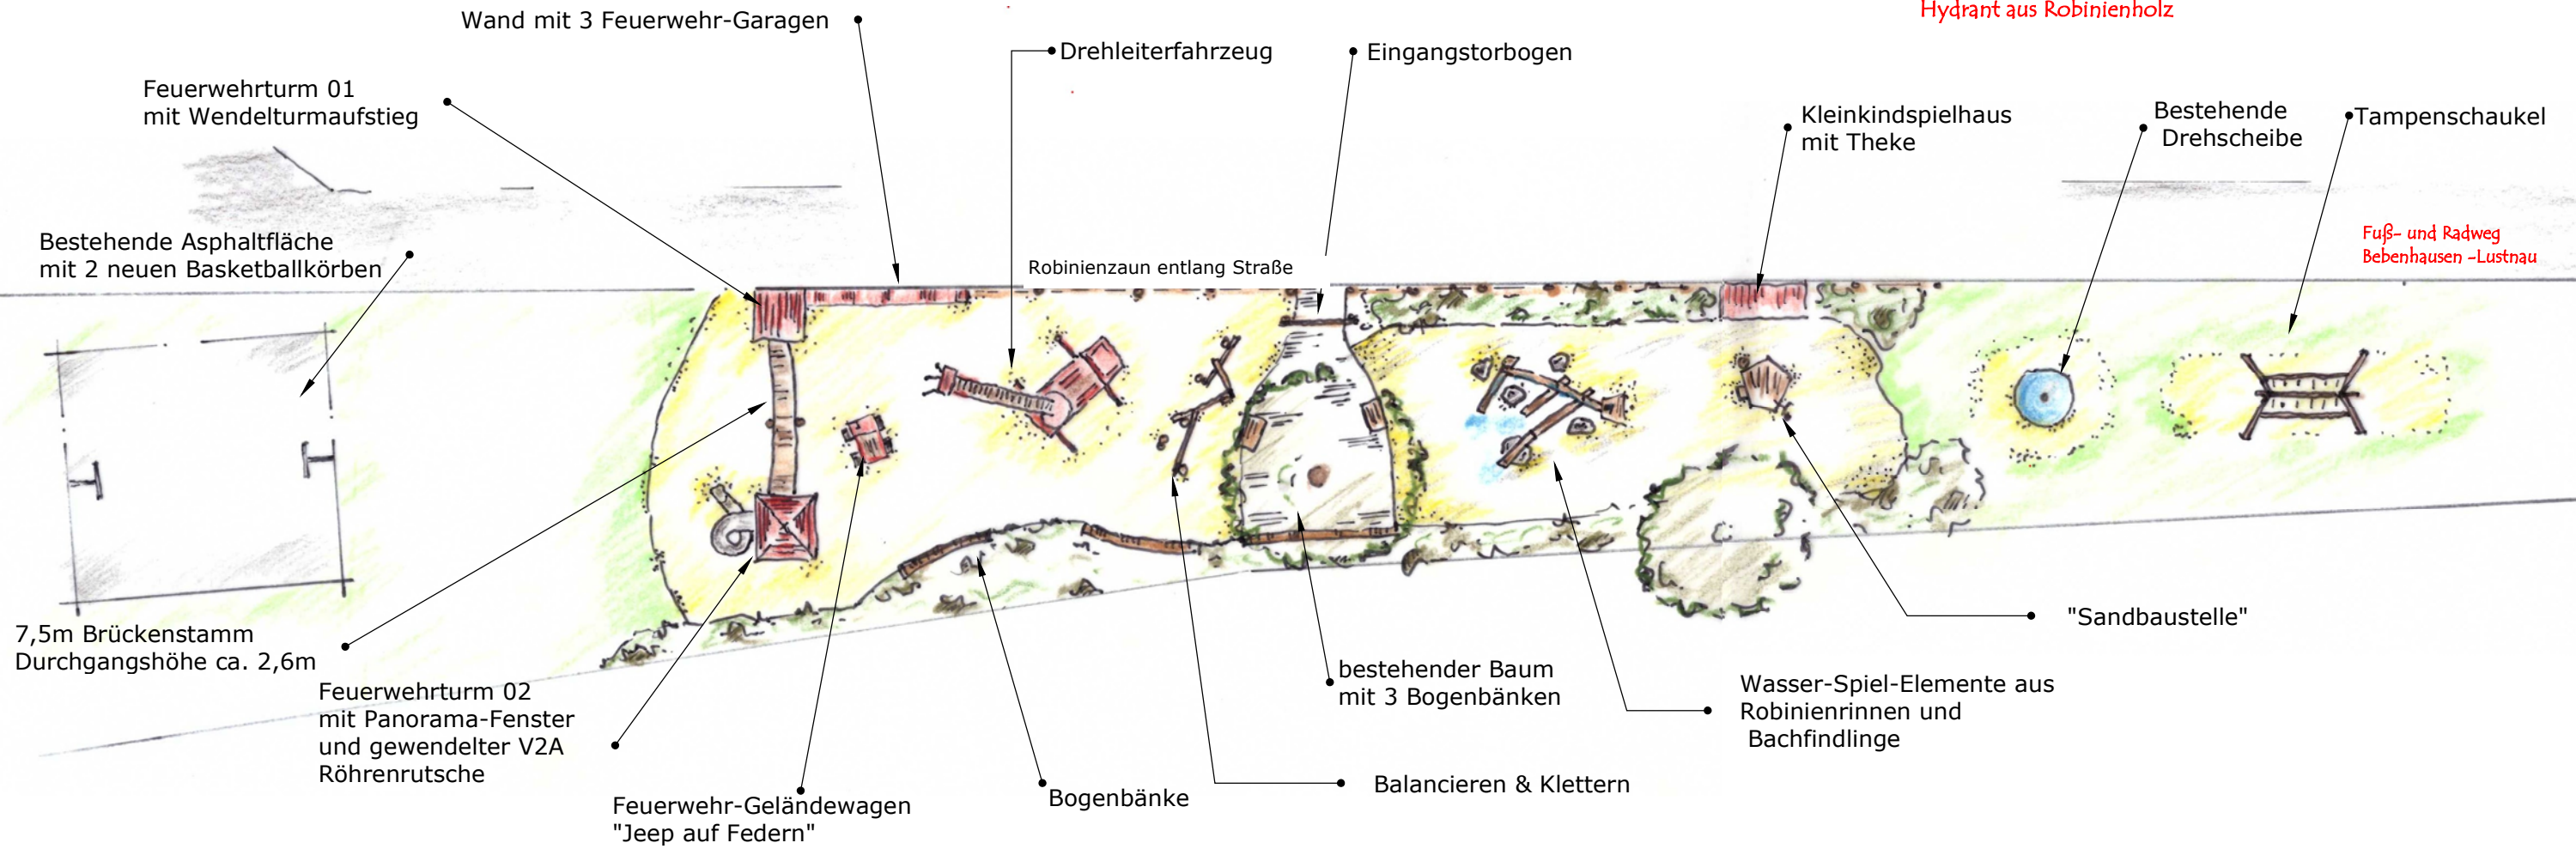 Hydrant aus Robinienholz
Wand mit 3 Feuerwehr-Garagen
Drehleiterfahrzeug
Eingangstorbogen
Feuerwehrturm 01
mit Wendelturmaufstieg
Kleinkindspielhaus
mit Theke
Bestehende
Drehscheibe
Tampenschaukel
Bestehende Asphaltfläche
mit 2 neuen Basketballkörben
Robinienzaun entlang Straße
Fuß- und Radweg
Bebenhausen -Lustnau
7,5m Brückenstamm
Durchgangshöhe ca. 2,6m
Feuerwehrturm 02
mit Panorama-Fenster
und gewendelter V2A
Röhrenrutsche
Feuerwehr-Geländewagen
"Jeep auf Federn"
Bogenbänke
bestehender Baum
mit 3 Bogenbänken
Balancieren & Klettern
Wasser-Spiel-Elemente aus
Robinienrinnen und
Bachfindlinge
"Sandbaustelle"